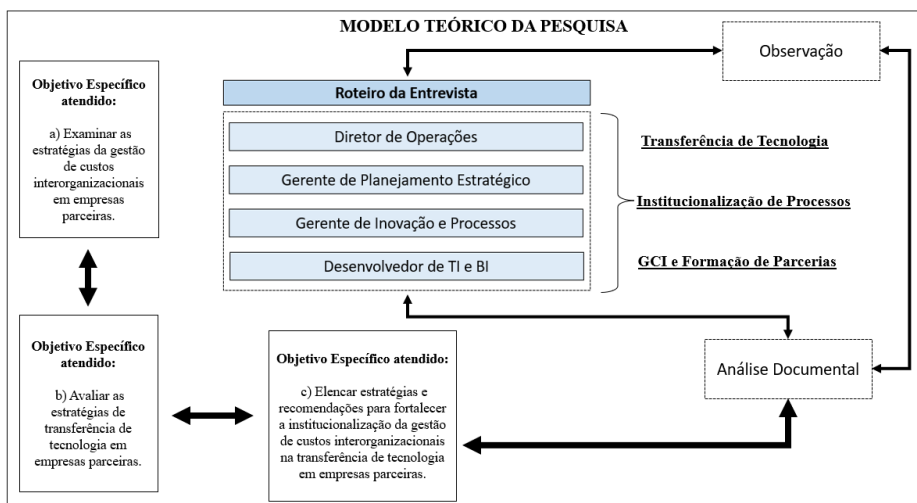 MODELO TEÓRICO DA PESQUISA
Observação
Objetivo Específico
atendido:
a) Examinar as
estratégias da gestão
de custos
interorganizacionais
em empresas
parceiras.
Roteiro da Entrevista
Diretor de Operações
Gerente de Planejamento Estratégico
Gerente de Inovação e Processos
Desenvolvedor de TI e BI
Transferência de Tecnologia
Institucionalização de Processos
GCI e Formação de Parcerias
Objetivo Específico
atendido:
b) Avaliar as
estratégias de
transferência de
tecnologia em
empresas parceiras.
Objetivo Específico atendido:
c) Elencar estratégias e
recomendações para fortalecer
a institucionalização da gestão
de custos interorganizacionais
na transferência de tecnologia
em empresas parceiras.
Análise Documental